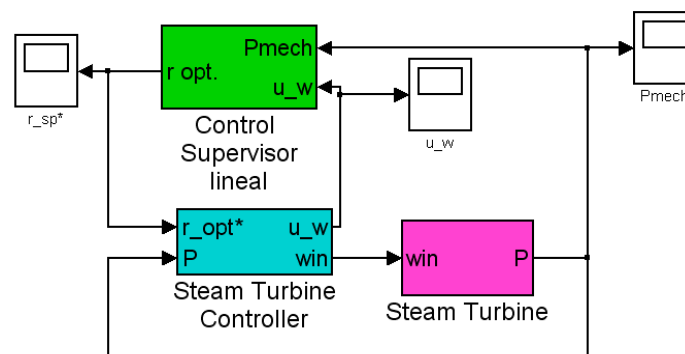 Pmech
r opt.
u_w
r_sp*
Control
Supervisor
lineal
u_w
Pmech
r_opt*
u_w
P
win
Steam Turbine
Controller
win
P
Steam Turbine